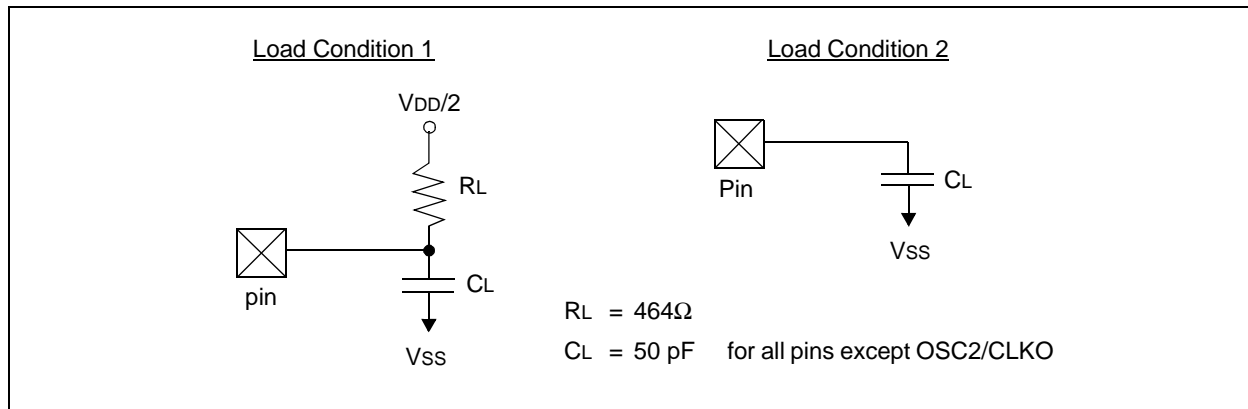 Load Condition 1
VDD/2
RL
pin
CL
VSS
Load Condition 2
Pin
CL
VSS
RL = 464Ω
CL = 50 pF for all pins except OSC2/CLKO